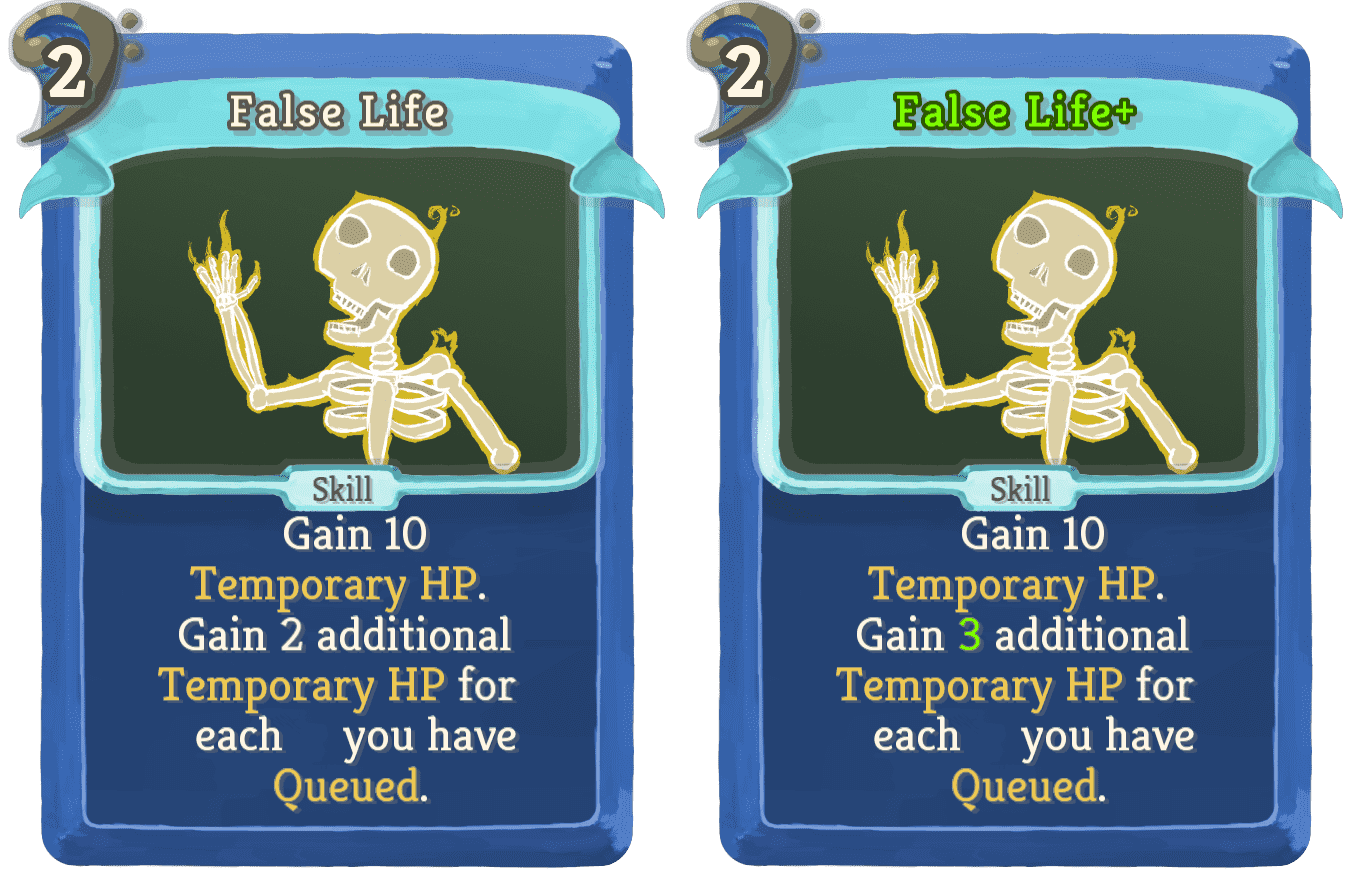 2
False Life
Skill
Gain 10
Temporary HP.
Gain 2 additional
Temporary HP for
each you have
Queued.
2
False Life+
Skill
Gain 10
Temporary HP.
Gain 3 additional
Temporary HP for
each you have
Queued.